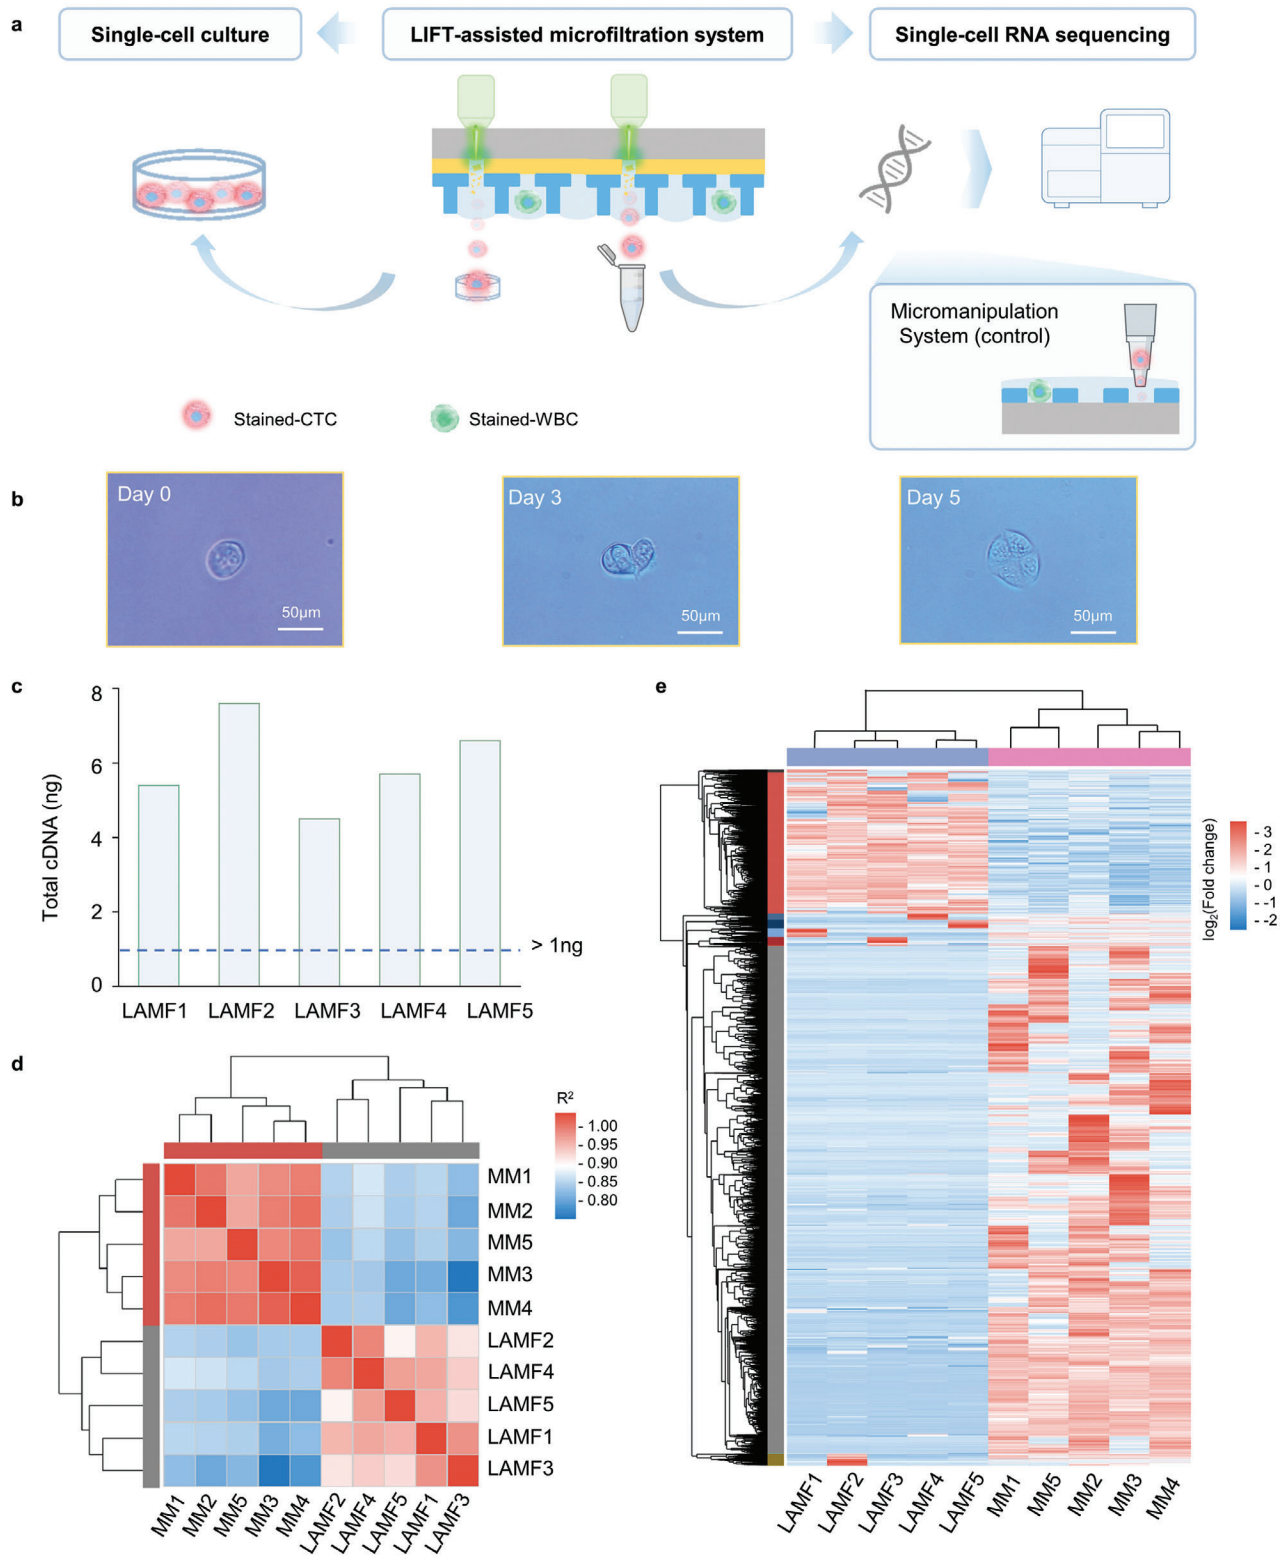 a
Single-cell culture
LIFT-assisted microfiltration system
Single-cell RNA sequencing
Micromanipulation
System (control)
Stained-CTC
Stained-WBC
b
Day 0
50μm
Day 3
50μm
Day 5
50μm
c
Total cDNA (ng)
8
6
4
2
0
> 1ng
LAMF1
LAMF2
LAMF3
LAMF4
LAMF5
d
R²
- 1.00
- 0.95
- 0.90
- 0.85
- 0.80
MM1
MM2
MM5
MM3
MM4
LAMF2
LAMF4
LAMF5
LAMF1
LAMF3
MM1
MM2
MM5
MM3
MM4
LAMF2
LAMF4
LAMF5
LAMF1
LAMF3
e
log₂(Fold change)
- 3
- 2
- 1
- 0
- -1
- -2
LAMF1
LAMF2
LAMF3
LAMF4
LAMF5
MM1
MM5
MM2
MM3
MM4